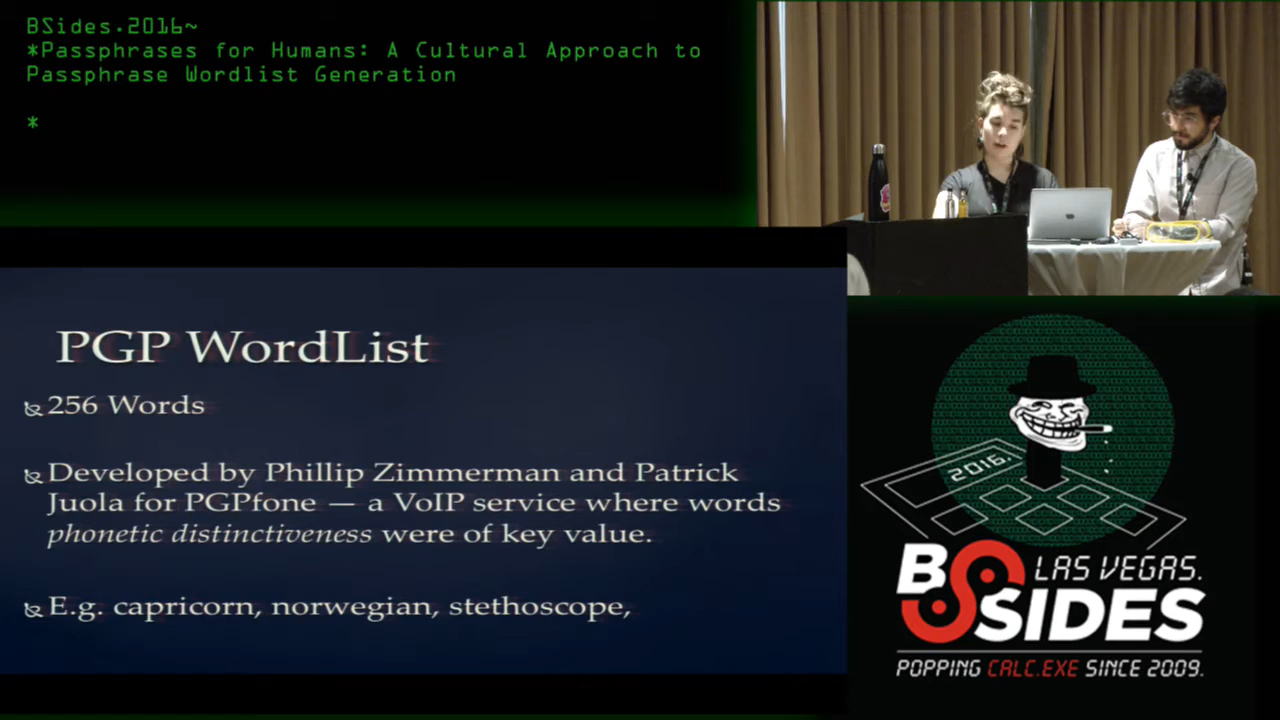 BSides.2016~
*Passphrases for Humans: A Cultural Approach to
Passphrase Wordlist Generation
*
PGP WordList
256 Words
Developed by Phillip Zimmerman and Patrick
Juola for PGPfone — a VoIP service where words
phonetic distinctiveness were of key value.
E.g. capricorn, norwegian, stethoscope,
2016.
BSIDES
LAS VEGAS.
POPPING CALC.EXE SINCE 2009.